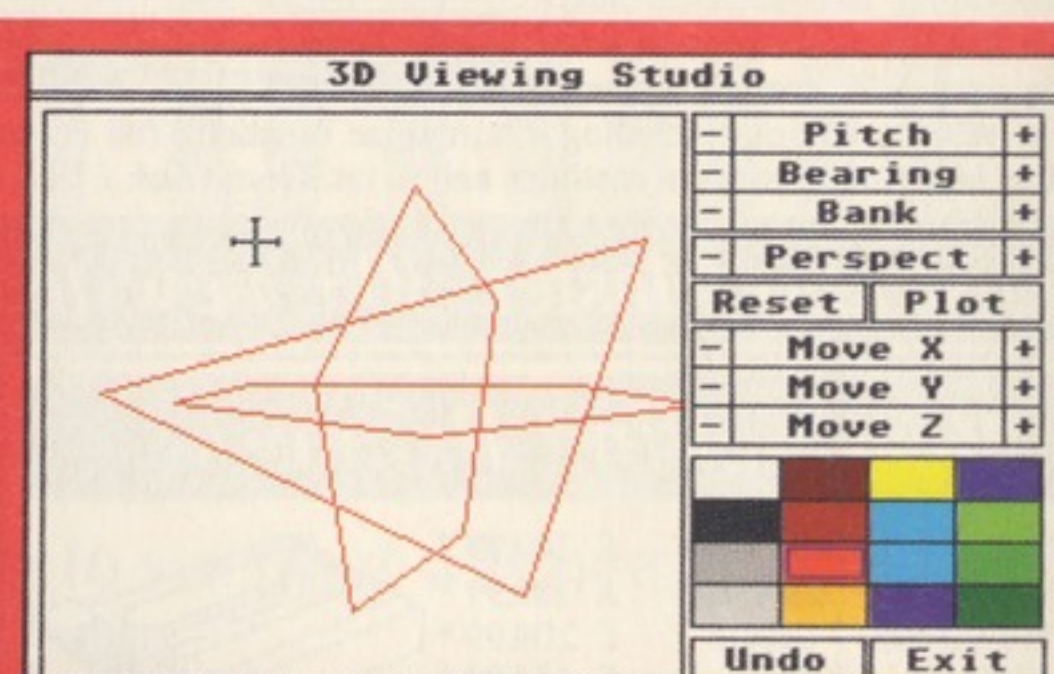 3D Viewing Studio
- Pitch +
- Bearing +
- Bank +
- Perspect +
Reset Plot
- Move X +
- Move Y +
- Move Z +
Undo Exit